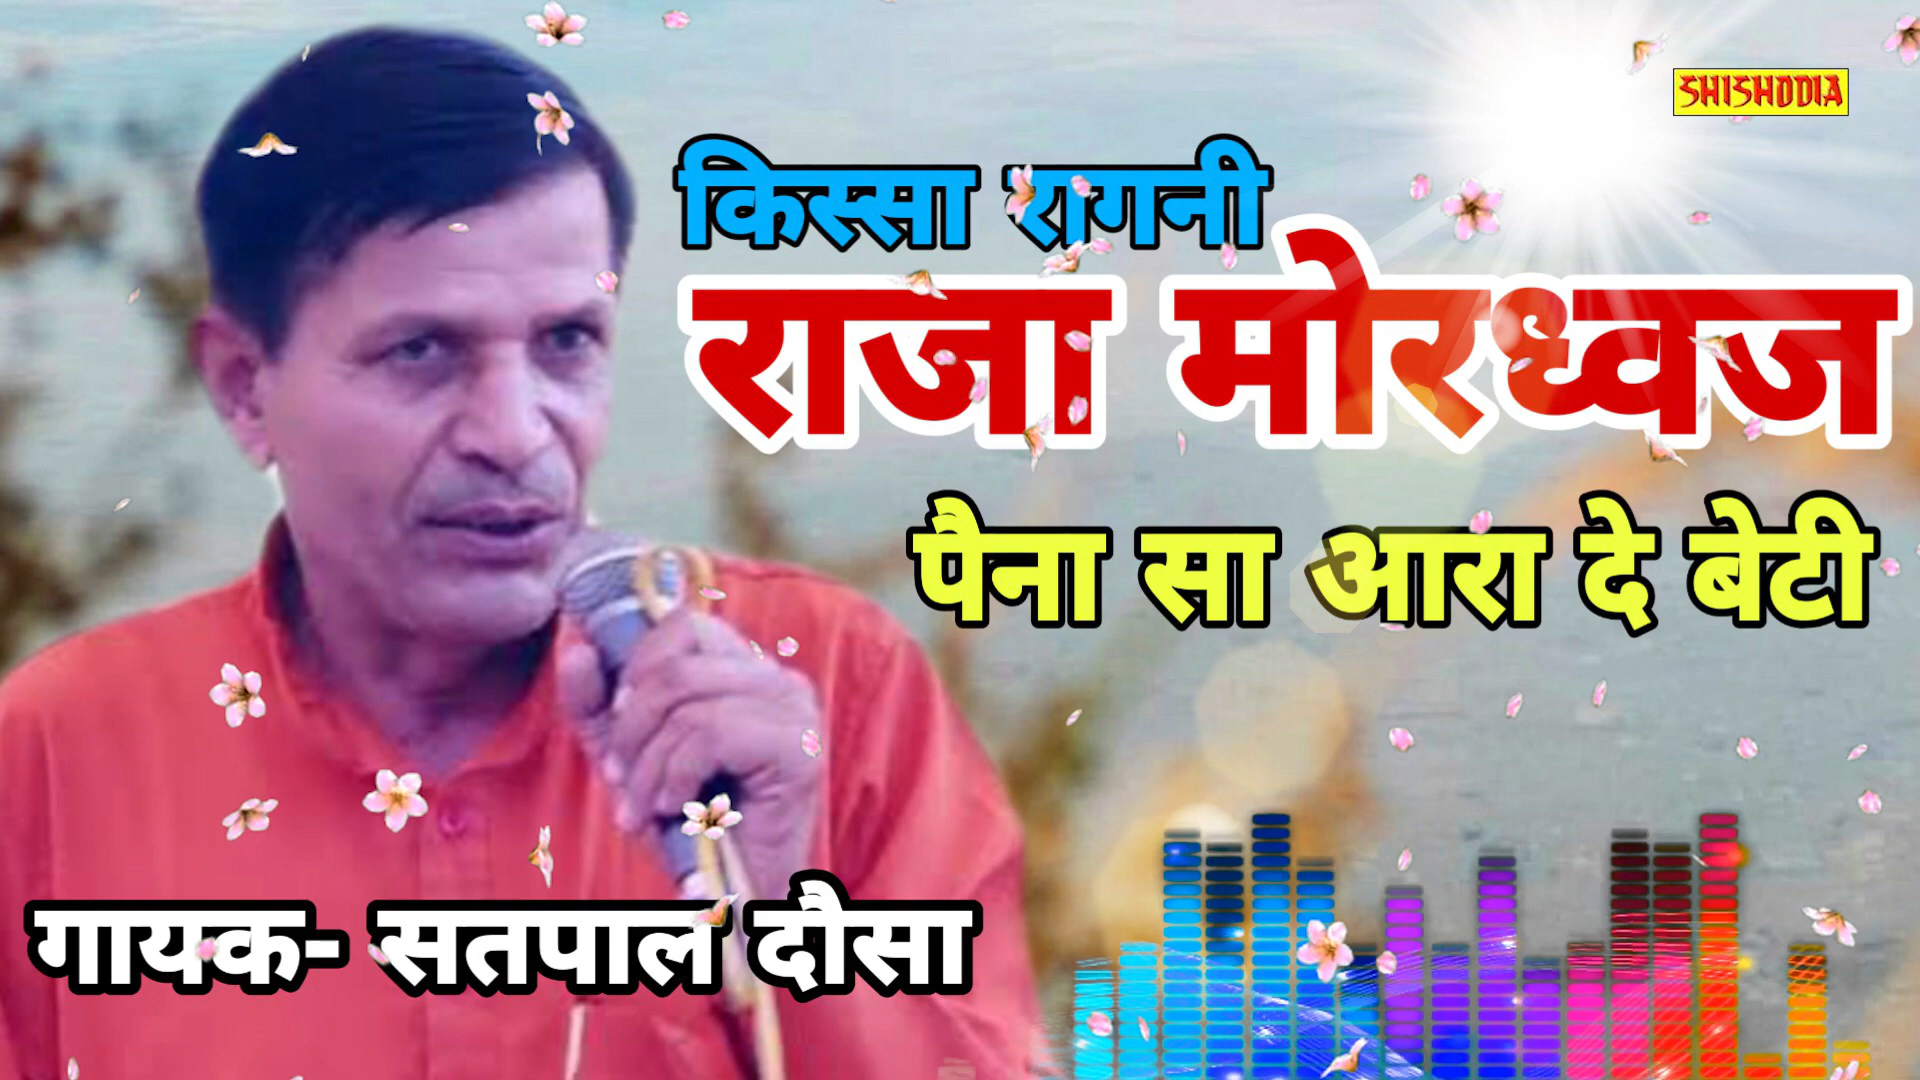 SHISHODIA
किस्सा रागनी
राजा मोरध्वज
पैना सा आरा दे बेटी
गायक- सतपाल दौसा